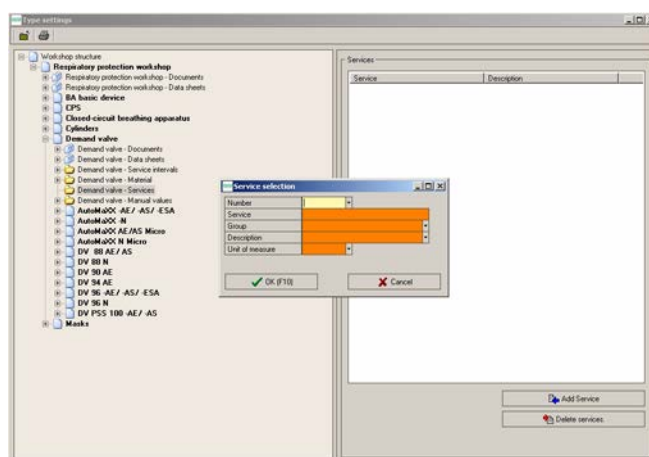 Type settings
Workshop structure
Respiratory protection workshop
Respiratory protection workshop - Documents
Respiratory protection workshop - Data sheets
BA basic device
CPS
Closed-circuit breathing apparatus
Cylinders
Demand valve
Demand valve - Documents
Demand valve - Data sheets
Demand valve - Service intervals
Demand valve - Material
Demand valve - Services
Demand valve - Manual values
AutoMaXX -AE/ -AS/ -ESA
AutoMaXX -N
AutoMaXX AE/AS Micro
AutoMaXX N Micro
DV 88 AE/ AS
DV 88 N
DV 90 AE
DV 94 AE
DV 96 -AE/ -AS/ -ESA
DV 96 N
DV PSS 100 -AE/ -AS
Masks
Services
Service Description
Service selection
Number
Service
Group
Description
Unit of measure
OK (F10) Cancel
Add Service
Delete services